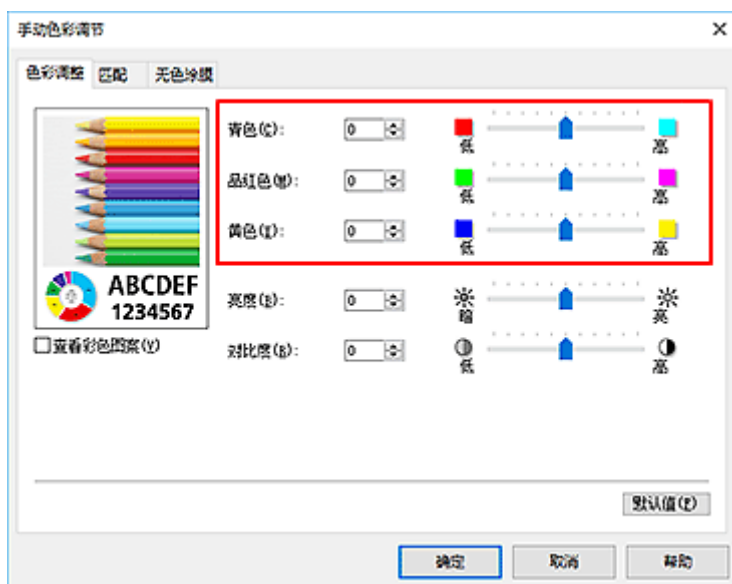 手动色彩调节
色彩调整 匹配 无色涂膜
青色(C): 0 低 高
品红色(M): 0 低 高
黄色(Y): 0 低 高
ABCDEF
1234567
亮度(B): 0 暗 亮
查看彩色图案(Y)
对比度(B): 0 低 高
默认值(F)
确定 取消 帮助